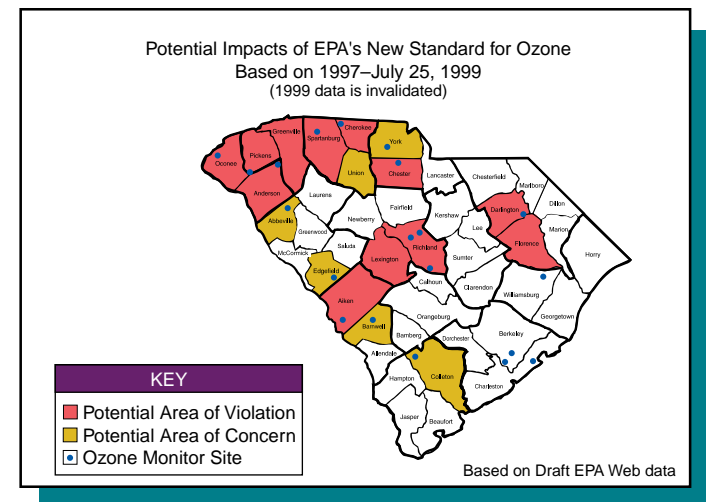 Potential Impacts of EPA's New Standard for Ozone
Based on 1997–July 25, 1999
(1999 data is invalidated)
Cherokee
Greenville
Spartanburg
York
Pickens
Oconee
Union
Chester
Lancaster
Chesterfield
Marlboro
Anderson
Laurens
Dillon
Fairfield
Darlington
Abbeville
Newberry
Kershaw
Greenwood
Lee
Marion
Saluda
Richland
Florence
McCormick
Lexington
Sumter
Horry
Edgefield
Calhoun
Clarendon
Aiken
Williamsburg
Orangeburg
Georgetown
Barnwell
Bamberg
Dorchester
Berkeley
Allendale
Hampton
Colleton
Charleston
Jasper
Beaufort
KEY
Potential Area of Violation
Potential Area of Concern
Ozone Monitor Site
Based on Draft EPA Web data